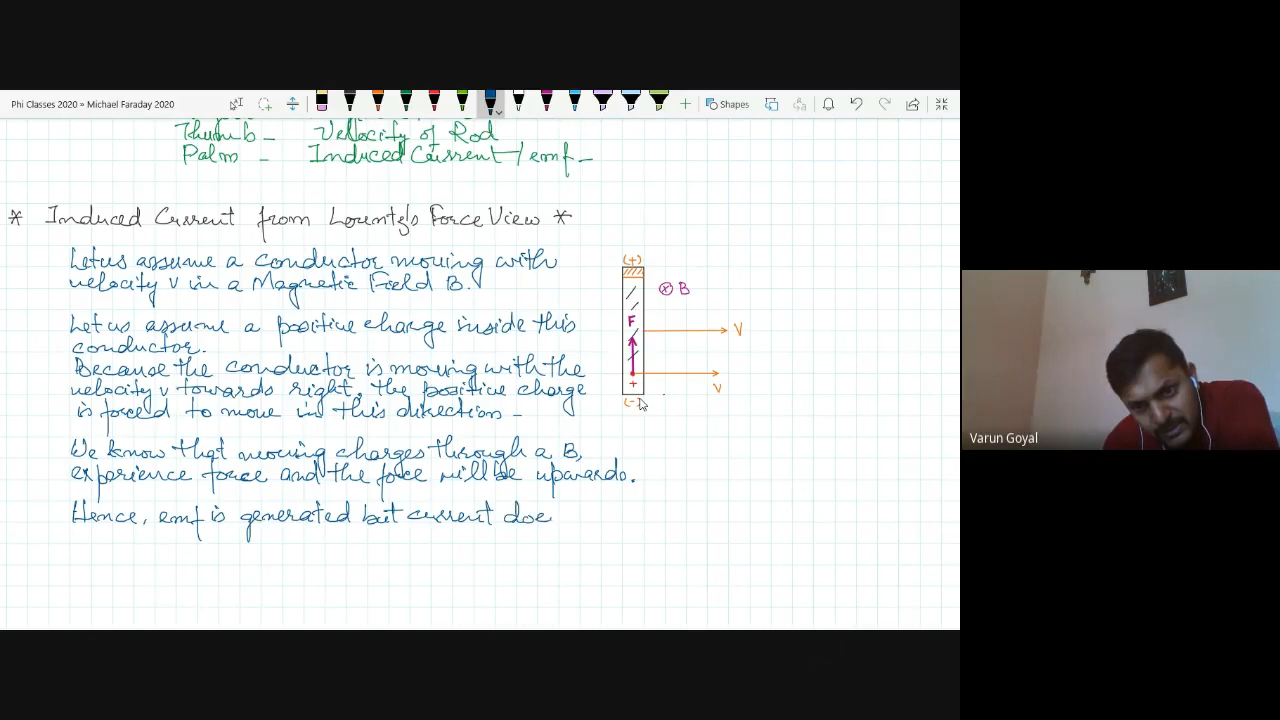 Phi Classes 2020 » Michael Faraday 2020
Shapes
Thumb - Velocity of Rod
Palm - Induced Current / emf -
* Induced Current from Lorentz's Force View *
Let us assume a conductor moving with
velocity v in a Magnetic Field B.
Let us assume a positive charge inside this
conductor.
Because the conductor is moving with the
velocity v towards right, the positive charge
is forced to move in this direction -
We know that moving charges through a B,
experience force and the force will be upwards.
Hence, emf is generated but current doe
(+)
B
F
V
+
V
(-)
Varun Goyal